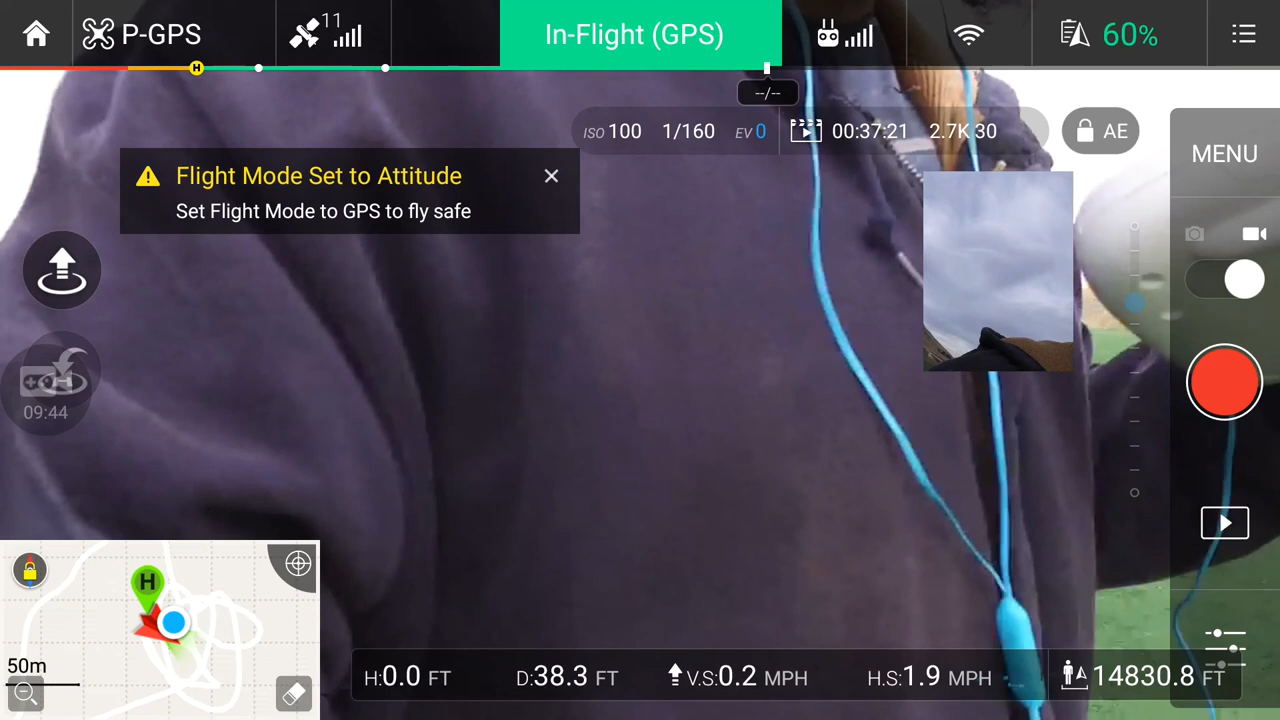 P-GPS
11
In-Flight (GPS)
60%
H
--/--
ISO 100 1/160 EV 0 00:37:21 2.7K 30
AE
MENU
Flight Mode Set to Attitude
Set Flight Mode to GPS to fly safe
H
09:44
H
50m
H:0.0 FT D:38.3 FT V.S:0.2 MPH H.S:1.9 MPH 14830.8 FT